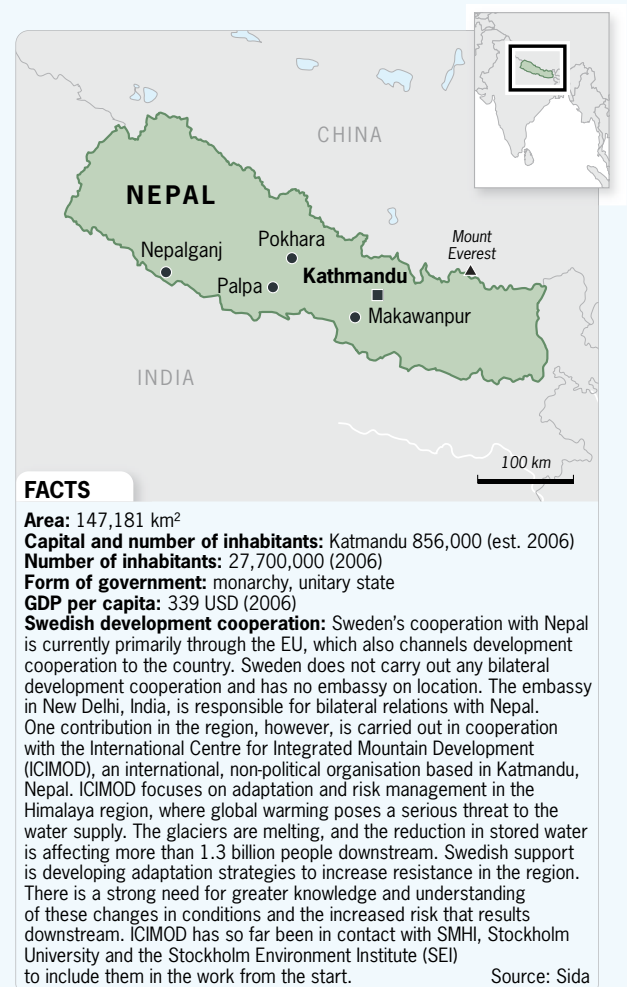 CHINA
NEPAL
Nepalganj
Pokhara
Mount
Everest
Palpa
Kathmandu
Makawanpur
INDIA
100 km
FACTS
Area: 147,181 km²
Capital and number of inhabitants: Katmandu 856,000 (est. 2006)
Number of inhabitants: 27,700,000 (2006)
Form of government: monarchy, unitary state
GDP per capita: 339 USD (2006)
Swedish development cooperation: Sweden's cooperation with Nepal
is currently primarily through the EU, which also channels development
cooperation to the country. Sweden does not carry out any bilateral
development cooperation and has no embassy on location. The embassy
in New Delhi, India, is responsible for bilateral relations with Nepal.
One contribution in the region, however, is carried out in cooperation
with the International Centre for Integrated Mountain Development
(ICIMOD), an international, non-political organisation based in Katmandu,
Nepal. ICIMOD focuses on adaptation and risk management in the
Himalaya region, where global warming poses a serious threat to the
water supply. The glaciers are melting, and the reduction in stored water
is affecting more than 1.3 billion people downstream. Swedish support
is developing adaptation strategies to increase resistance in the region.
There is a strong need for greater knowledge and understanding
of these changes in conditions and the increased risk that results
downstream. ICIMOD has so far been in contact with SMHI, Stockholm
University and the Stockholm Environment Institute (SEI)
to include them in the work from the start. Source: Sida